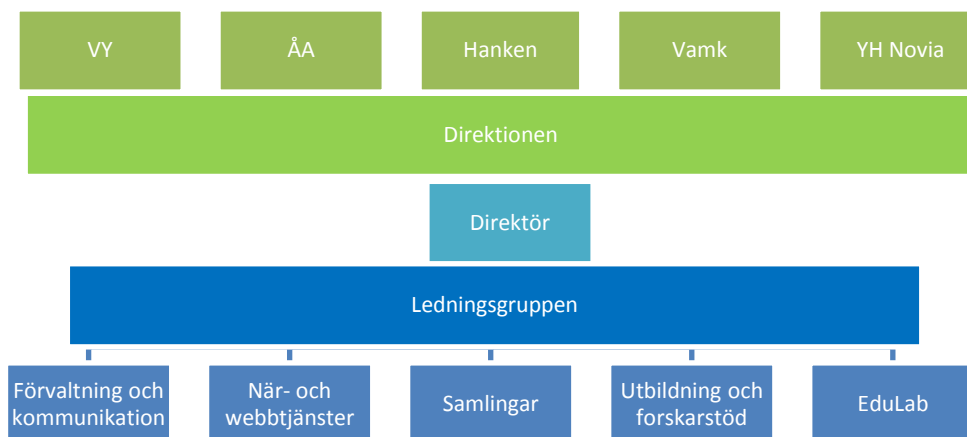 VY
ÅA
Hanken
Vamk
YH Novia
Direktionen
Direktör
Ledningsgruppen
Förvaltning och
kommunikation
När- och
webbtjänster
Samlingar
Utbildning och
forskarstöd
EduLab